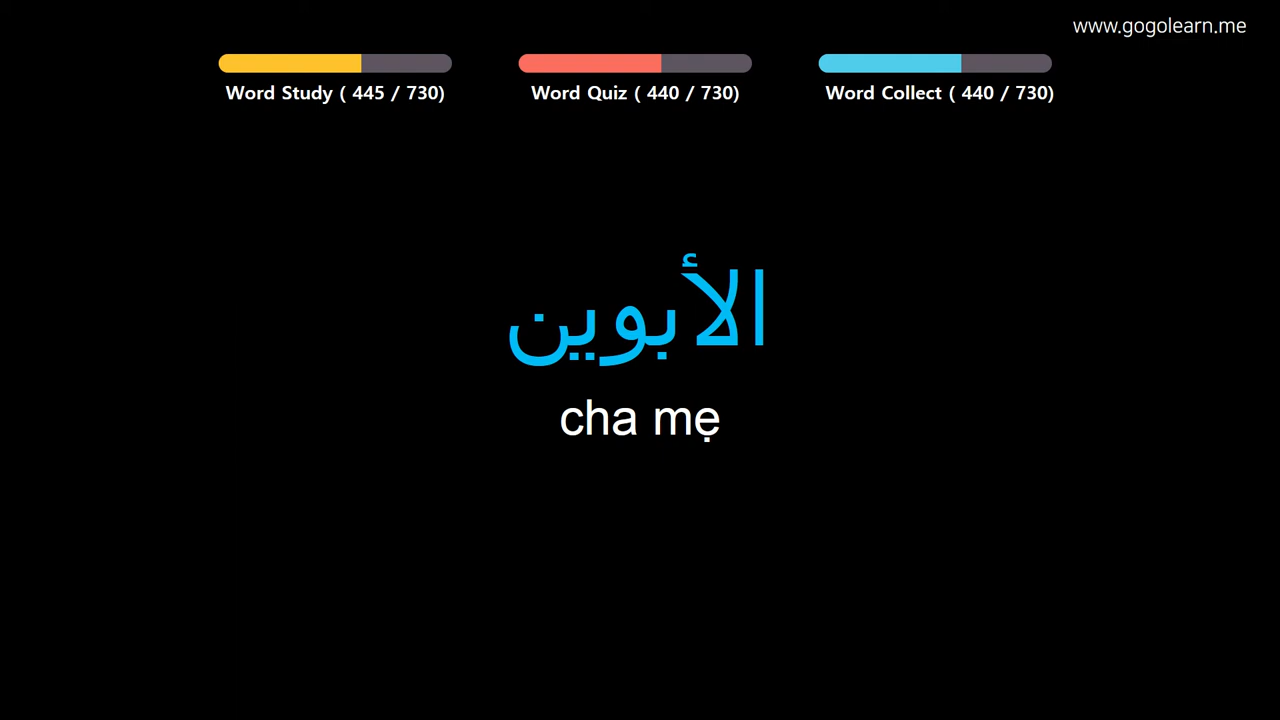 www.gogolearn.me
Word Study ( 445 / 730)
Word Quiz ( 440 / 730)
Word Collect ( 440 / 730)
الأبوين
cha mẹ